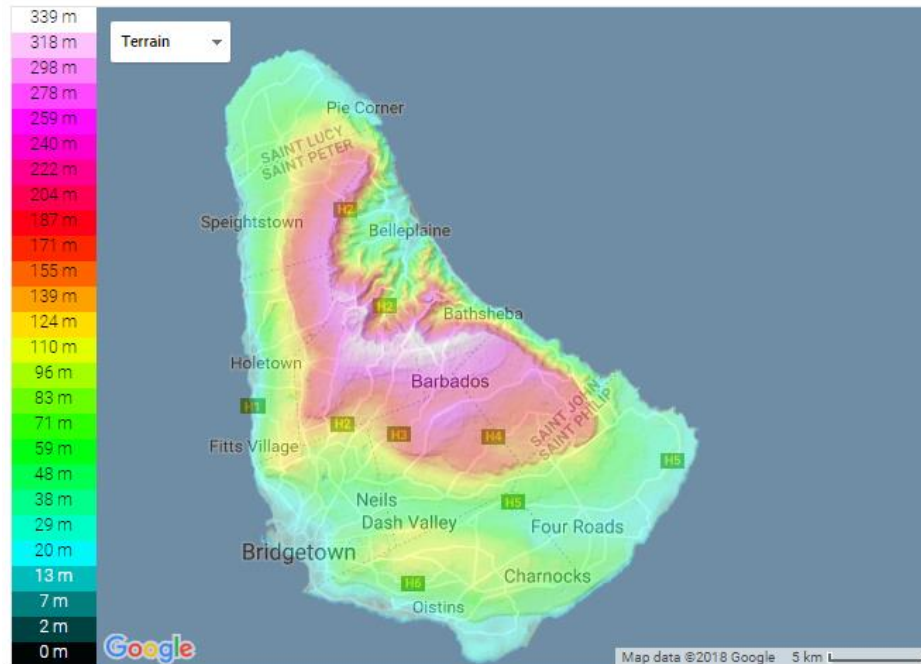 339 m
318 m
298 m
278 m
259 m
240 m
222 m
204 m
187 m
171 m
155 m
139 m
124 m
110 m
96 m
83 m
71 m
59 m
48 m
38 m
29 m
20 m
13 m
7 m
2 m
0 m
Terrain
Pie Corner
SAINT LUCY
SAINT PETER
H2
Speightstown
Belleplaine
H2
Bathsheba
Holetown
Barbados
H1
SAINT JOHN
SAINT PHILIP
H2
H3
H4
Fitts Village
H5
Neils
H5
Dash Valley
Four Roads
Bridgetown
Charnocks
H6
Oistins
Google
Map data ©2018 Google
5 km